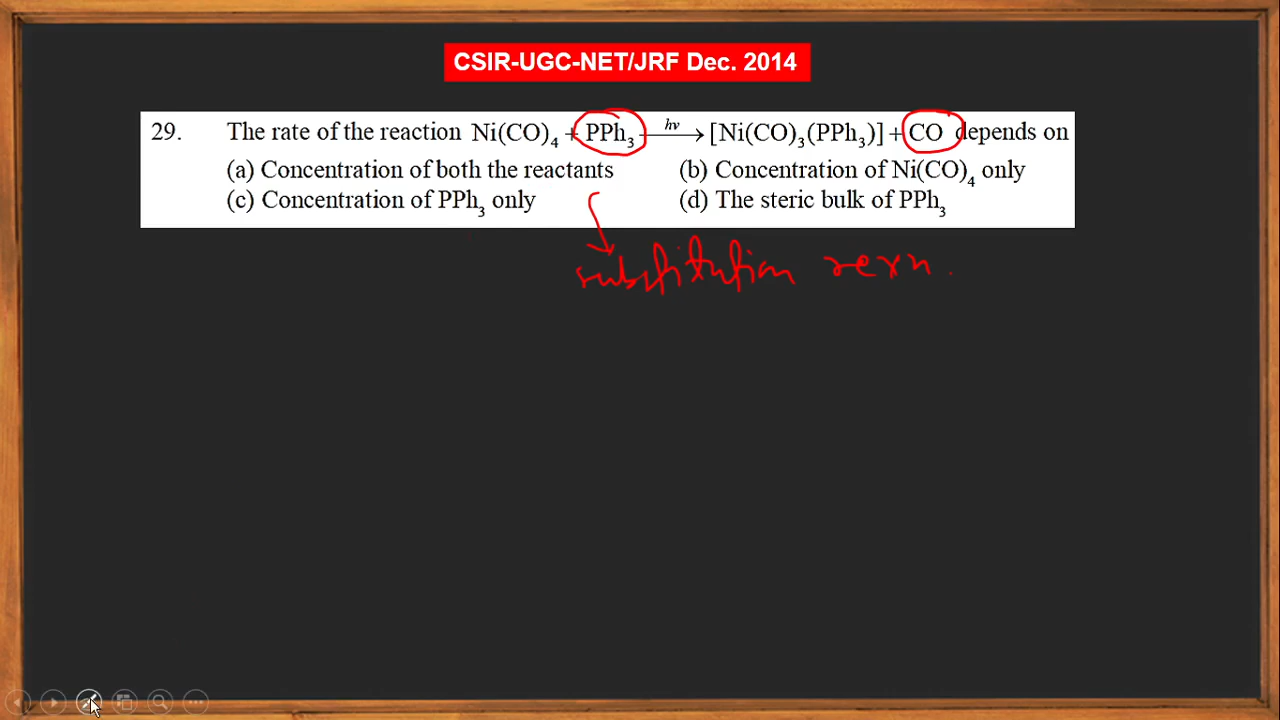 CSIR-UGC-NET/JRF Dec. 2014
29. The rate of the reaction Ni(CO)₄ + PPh₃ —hν→ [Ni(CO)₃(PPh₃)] + CO depends on
(a) Concentration of both the reactants (b) Concentration of Ni(CO)₄ only
(c) Concentration of PPh₃ only (d) The steric bulk of PPh₃
substitution rexn.